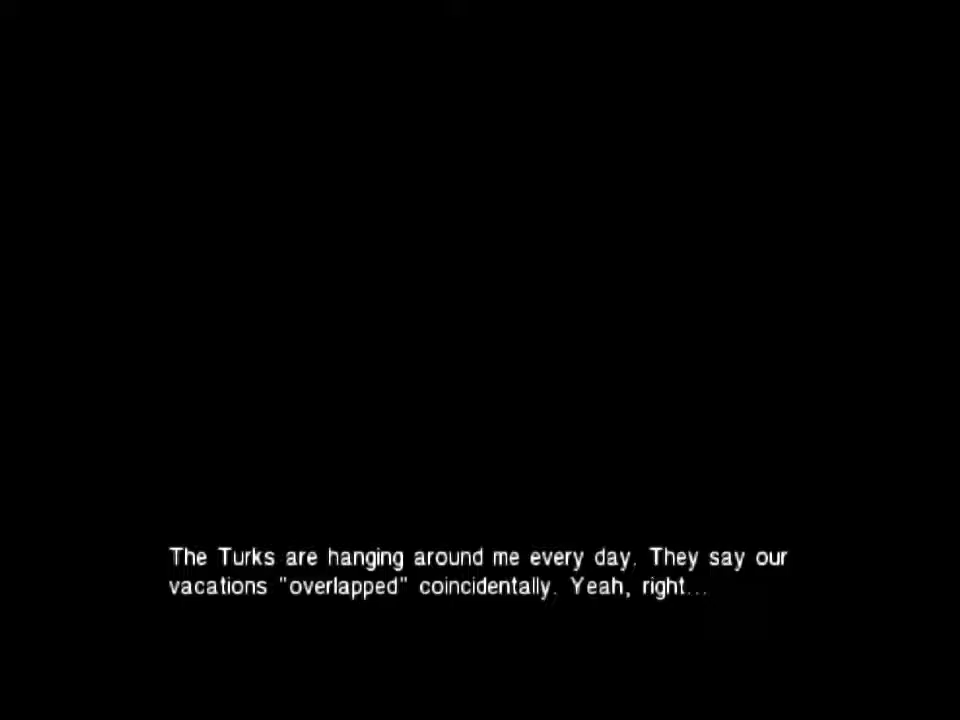 The Turks are hanging around me every day. They say our
vacations "overlapped" coincidentally. Yeah, right...